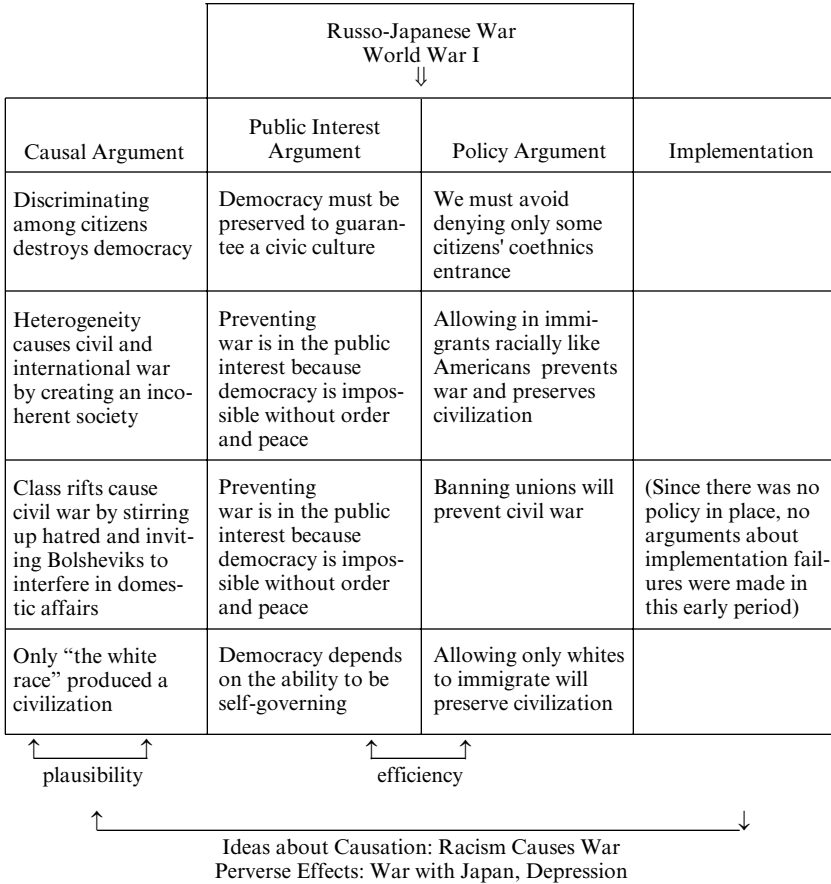 Russo-Japanese War
World War I
⇓
Causal Argument
Public Interest
Argument
Policy Argument
Implementation
Discriminating
among citizens
destroys democracy
Democracy must be
preserved to guaran-
tee a civic culture
We must avoid
denying only some
citizens' coethnics
entrance
Heterogeneity
causes civil and
international war
by creating an inco-
herent society
Preventing
war is in the public
interest because
democracy is impos-
sible without order
and peace
Allowing in immi-
grants racially like
Americans prevents
war and preserves
civilization
Class rifts cause
civil war by stirring
up hatred and invit-
ing Bolsheviks to
interfere in domes-
tic affairs
Preventing
war is in the public
interest because
democracy is impos-
sible without order
and peace
Banning unions will
prevent civil war
(Since there was no
policy in place, no
arguments about
implementation fail-
ures were made in
this early period)
Only “the white
race” produced a
civilization
Democracy depends
on the ability to be
self-governing
Allowing only whites
to immigrate will
preserve civilization
plausibility
efficiency
Ideas about Causation: Racism Causes War
Perverse Effects: War with Japan, Depression